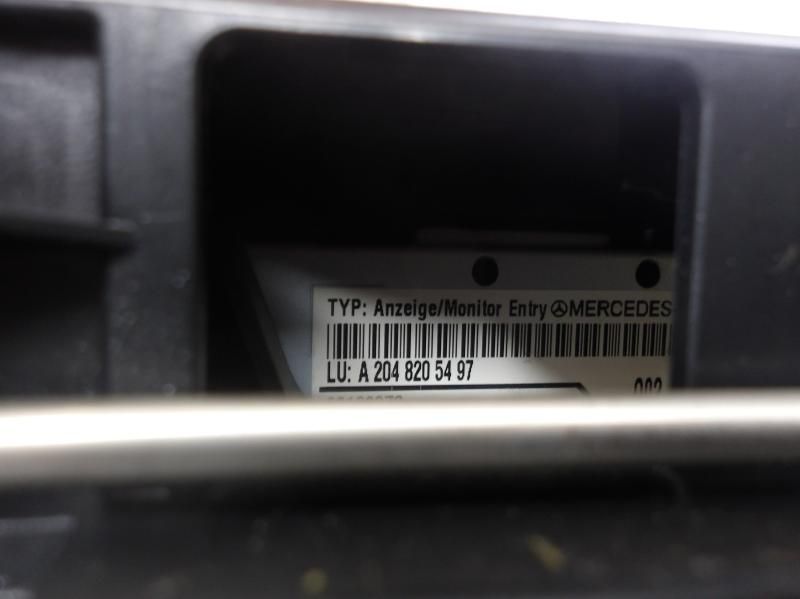 TYP: Anzeige/Monitor Entry MERCEDES
LU: A 204 820 54 97